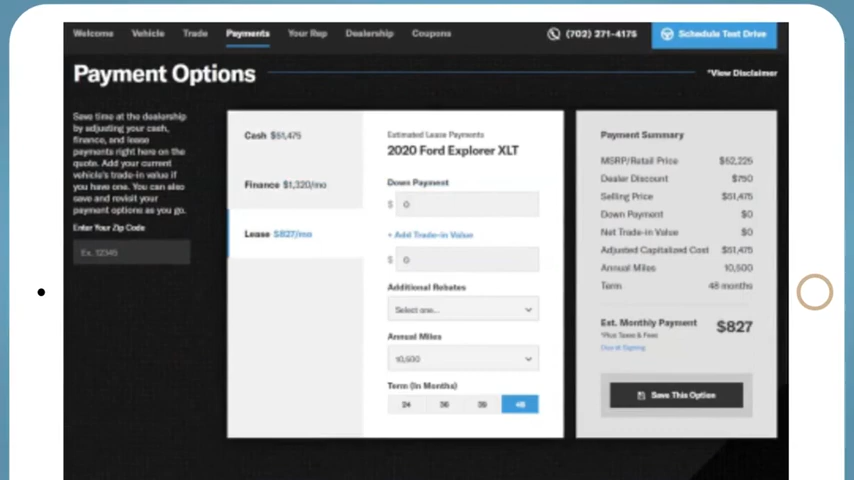 Welcome Vehicle Trade Payments Your Rep Dealership Coupons (702) 271-4175 Schedule Test Drive
Payment Options
*View Disclaimer
Save time at the dealership
by adjusting your cash,
finance, and lease
payments right here on the
quote. Add your current
vehicle's trade-in value if
you have one. You can also
save and revisit your
payment options as you go.
Enter Your Zip Code
Ex. 12345
Cash $51,475
Finance $1,320/mo
Lease $827/mo
Estimated Lease Payments
2020 Ford Explorer XLT
Down Payment
$ 0
+ Add Trade-in Value
$ 0
Additional Rebates
Select one...
Annual Miles
10,500
Term (In Months)
24 36 39 48
Payment Summary
MSRP/Retail Price $52,225
Dealer Discount $750
Selling Price $51,475
Down Payment $0
Net Trade-in Value $0
Adjusted Capitalized Cost $51,475
Annual Miles 10,500
Term 48 months
Est. Monthly Payment $827
*Plus Taxes & Fees
Due at Signing
Save This Option